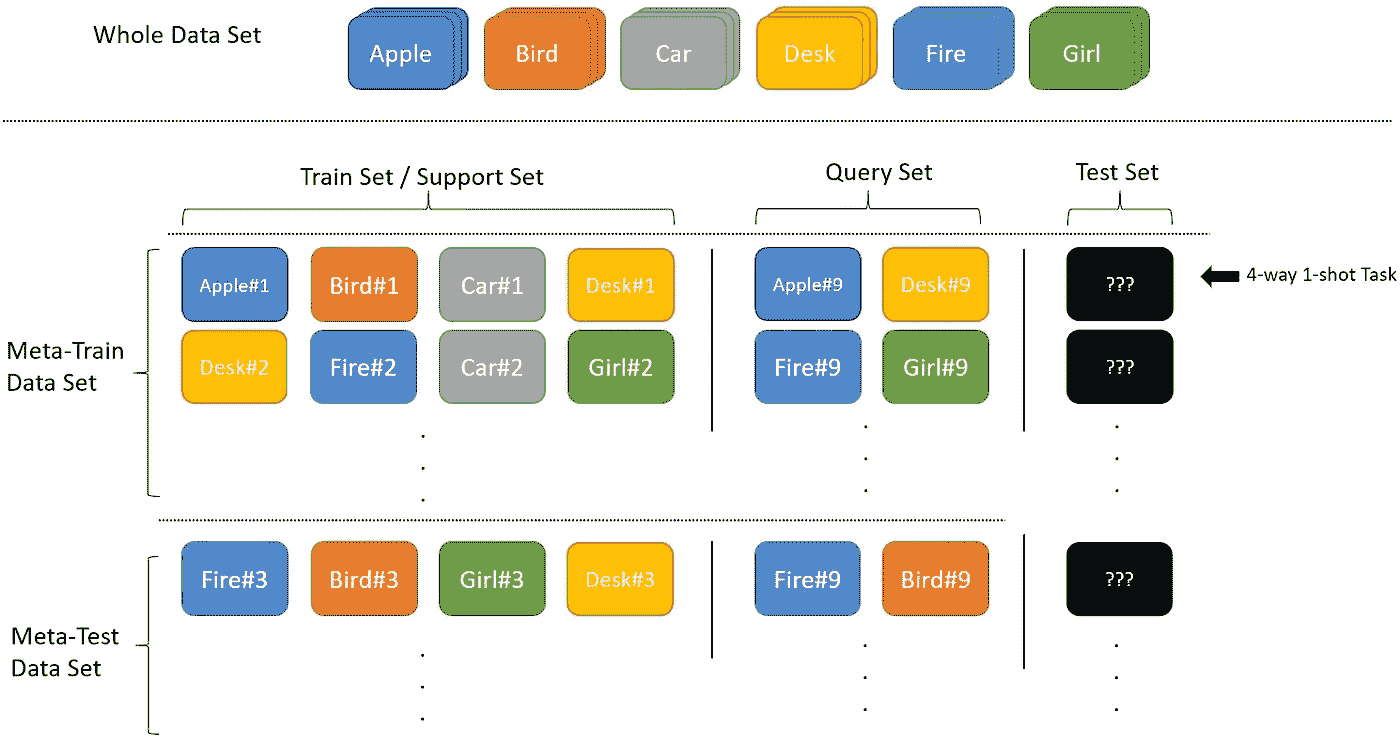 Whole Data Set
Apple
Bird
Car
Desk
Fire
Girl
Train Set / Support Set
Query Set
Test Set
Meta-Train
Data Set
Apple#1
Bird#1
Car#1
Desk#1
Apple#9
Desk#9
???
4-way 1-shot Task
Desk#2
Fire#2
Car#2
Girl#2
Fire#9
Girl#9
???
Meta-Test
Data Set
Fire#3
Bird#3
Girl#3
Desk#3
Fire#9
Bird#9
???